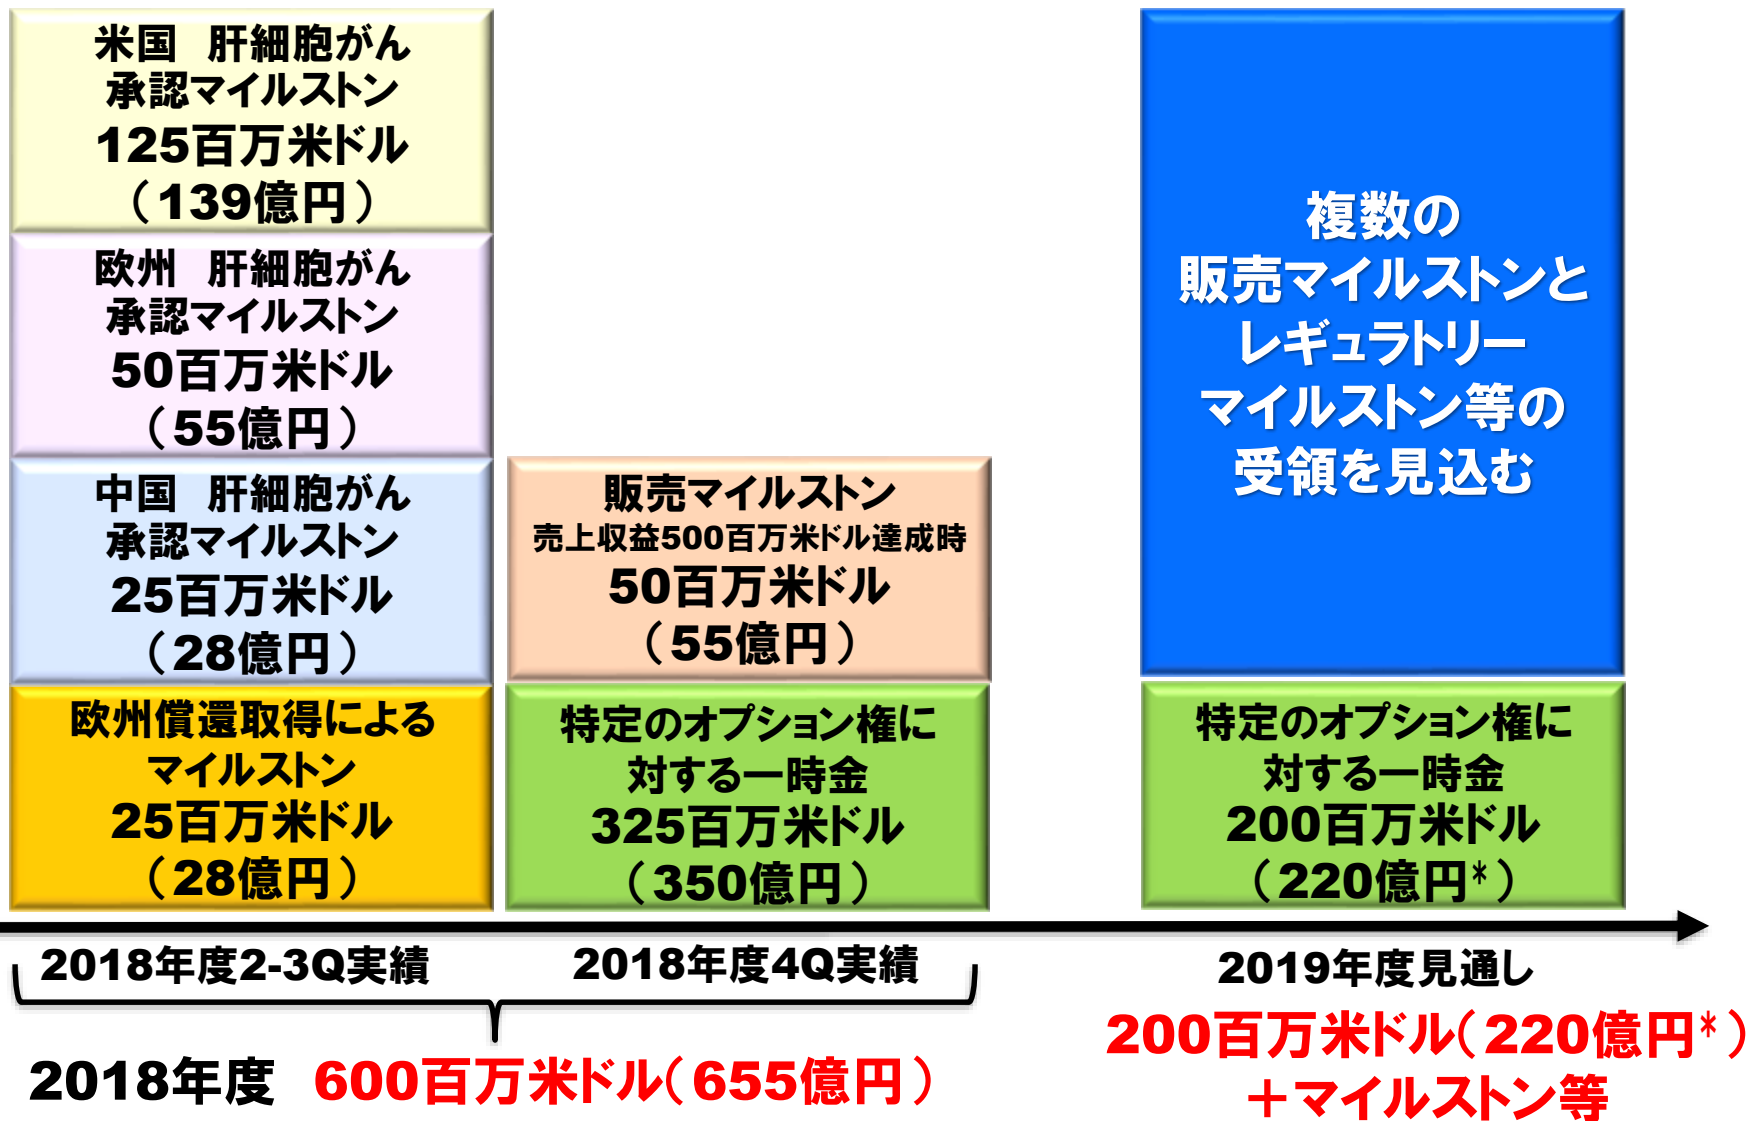 米国　肝細胞がん
承認マイルストン
125百万米ドル
（139億円）
欧州　肝細胞がん
承認マイルストン
50百万米ドル
（55億円）
中国　肝細胞がん
承認マイルストン
25百万米ドル
（28億円）
欧州償還取得による
マイルストン
25百万米ドル
（28億円）
販売マイルストン
売上収益500百万米ドル達成時
50百万米ドル
（55億円）
特定のオプション権に
対する一時金
325百万米ドル
（350億円）
複数の
販売マイルストンと
レギュラトリー
マイルストン等の
受領を見込む
特定のオプション権に
対する一時金
200百万米ドル
（220億円*）
2018年度2-3Q実績
2018年度4Q実績
2019年度見通し
2018年度　600百万米ドル（655億円）
200百万米ドル（220億円*）
＋マイルストン等